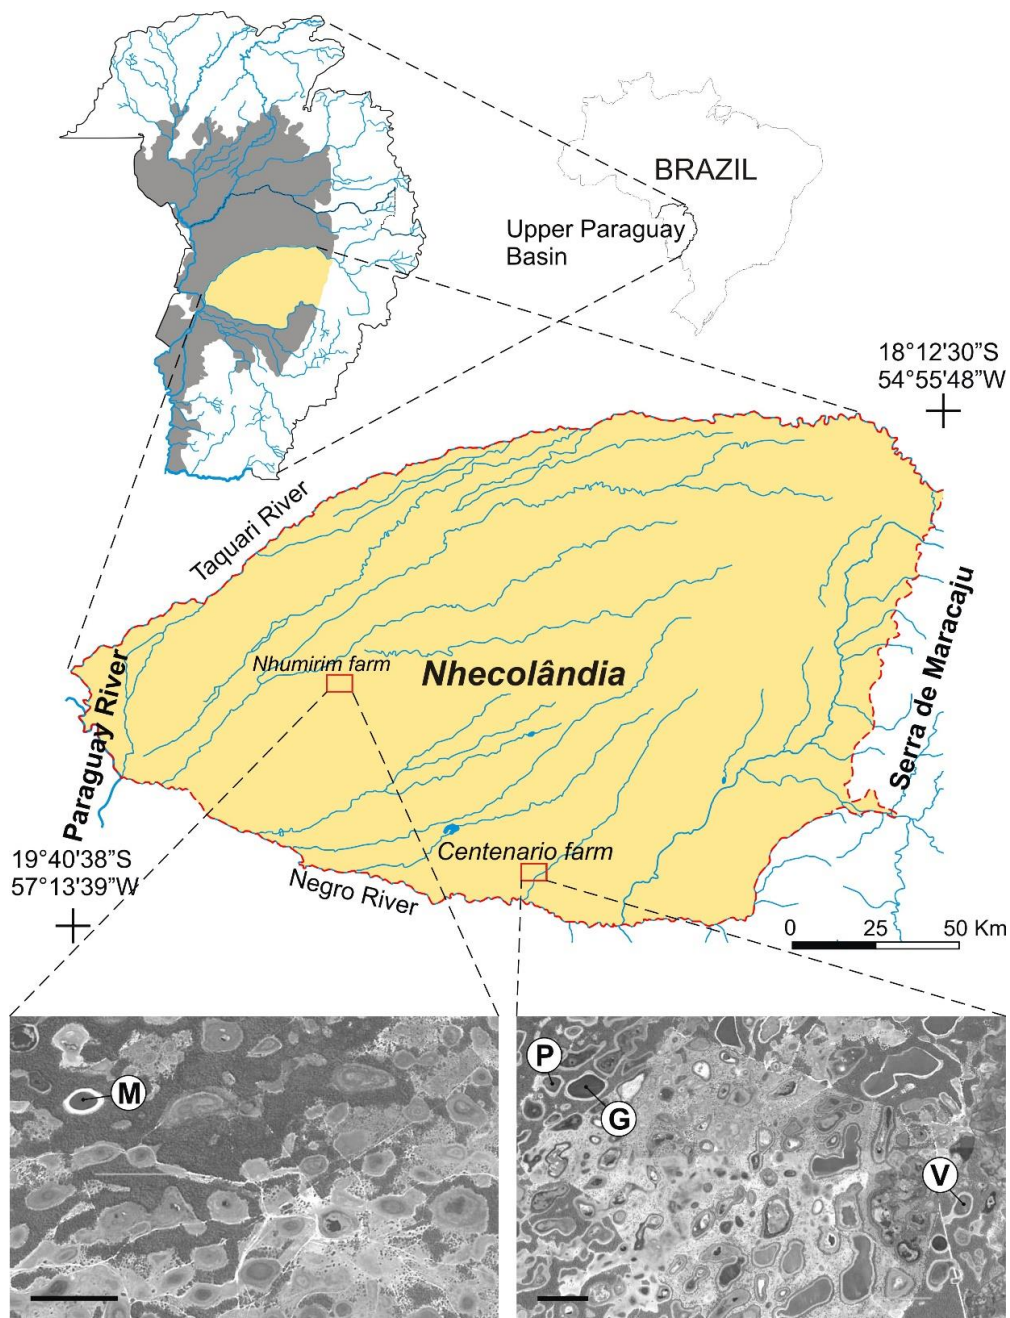 BRAZIL
Upper Paraguay
Basin
18°12'30”S
54°55'48”W
Taquari River
Nhumirim farm
Nhecolândia
Serra de Maracaju
Paraguay River
19°40'38”S
57°13'39”W
Centenario farm
Negro River
0 25 50 Km
M
P
G
V